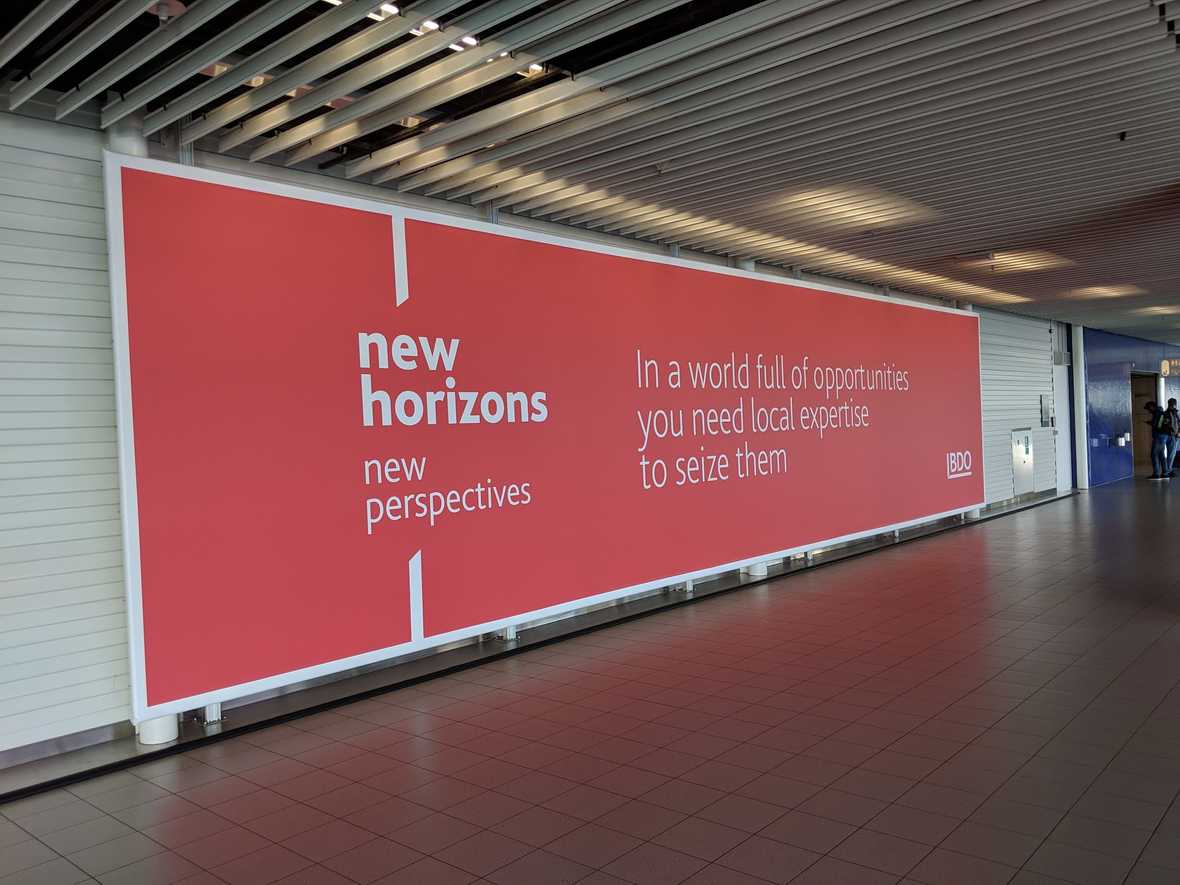 new
horizons
new
perspectives
In a world full of opportunities
you need local expertise
to seize them
BDO